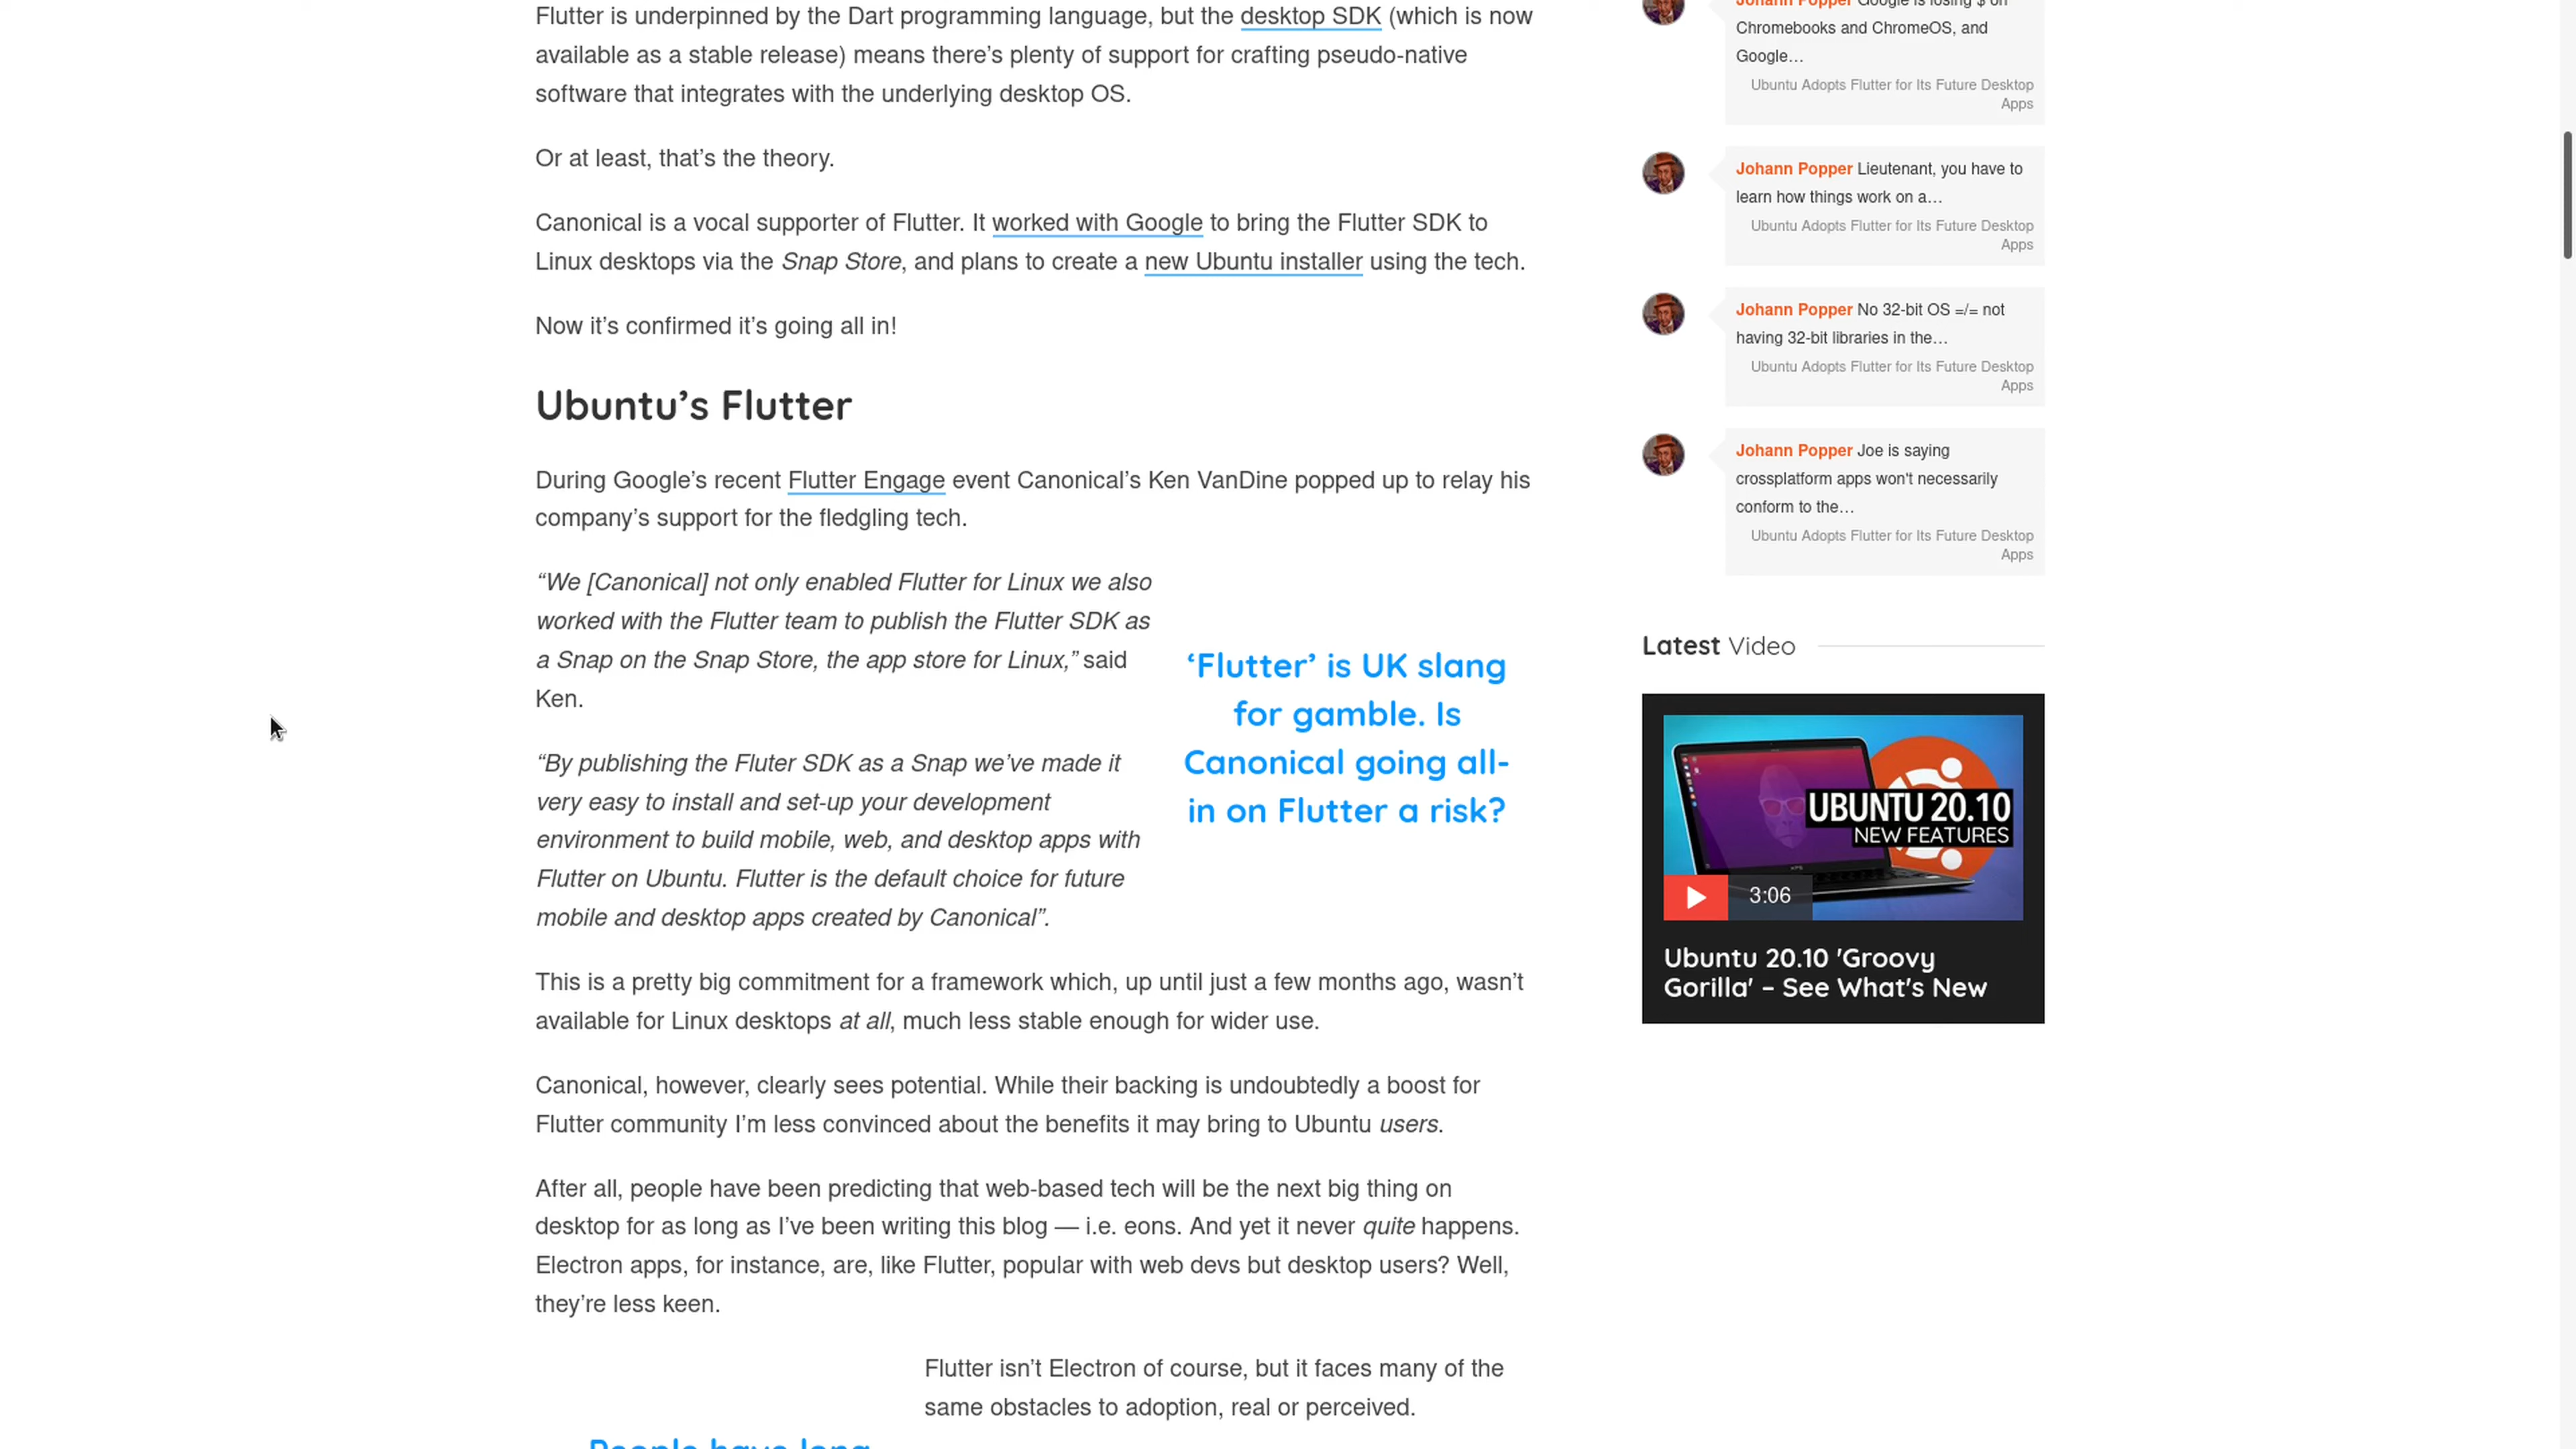 Flutter is underpinned by the Dart programming language, but the desktop SDK (which is now
available as a stable release) means there’s plenty of support for crafting pseudo-native
software that integrates with the underlying desktop OS.
Or at least, that’s the theory.
Canonical is a vocal supporter of Flutter. It worked with Google to bring the Flutter SDK to
Linux desktops via the Snap Store, and plans to create a new Ubuntu installer using the tech.
Now it’s confirmed it’s going all in!
Ubuntu’s Flutter
During Google’s recent Flutter Engage event Canonical’s Ken VanDine popped up to relay his
company’s support for the fledgling tech.
“We [Canonical] not only enabled Flutter for Linux we also
worked with the Flutter team to publish the Flutter SDK as
a Snap on the Snap Store, the app store for Linux,” said
Ken.
‘Flutter’ is UK slang
for gamble. Is
Canonical going all-
in on Flutter a risk?
“By publishing the Fluter SDK as a Snap we’ve made it
very easy to install and set-up your development
environment to build mobile, web, and desktop apps with
Flutter on Ubuntu. Flutter is the default choice for future
mobile and desktop apps created by Canonical”.
This is a pretty big commitment for a framework which, up until just a few months ago, wasn’t
available for Linux desktops at all, much less stable enough for wider use.
Canonical, however, clearly sees potential. While their backing is undoubtedly a boost for
Flutter community I’m less convinced about the benefits it may bring to Ubuntu users.
After all, people have been predicting that web-based tech will be the next big thing on
desktop for as long as I’ve been writing this blog — i.e. eons. And yet it never quite happens.
Electron apps, for instance, are, like Flutter, popular with web devs but desktop users? Well,
they’re less keen.
Flutter isn’t Electron of course, but it faces many of the
same obstacles to adoption, real or perceived.
People have long
Johann Popper Google is losing $ on
Chromebooks and ChromeOS, and
Google…
Ubuntu Adopts Flutter for Its Future Desktop
Apps
Johann Popper Lieutenant, you have to
learn how things work on a…
Ubuntu Adopts Flutter for Its Future Desktop
Apps
Johann Popper No 32-bit OS =/= not
having 32-bit libraries in the…
Ubuntu Adopts Flutter for Its Future Desktop
Apps
Johann Popper Joe is saying
crossplatform apps won't necessarily
conform to the…
Ubuntu Adopts Flutter for Its Future Desktop
Apps
Latest Video
UBUNTU 20.10
NEW FEATURES
XPS
3:06
Ubuntu 20.10 'Groovy
Gorilla' – See What's New